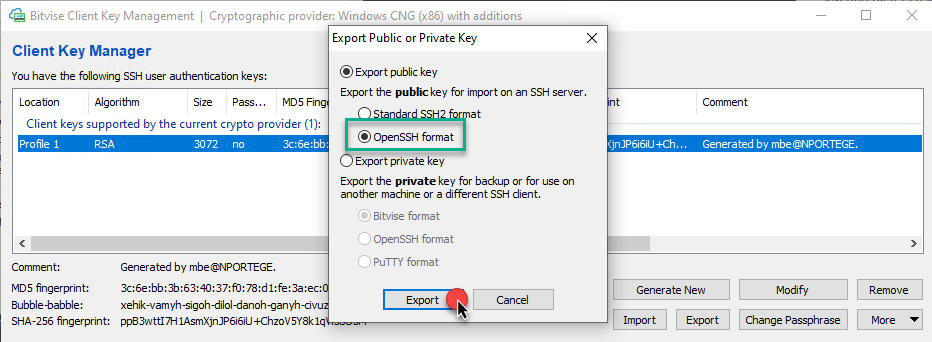 Bitvise Client Key Management | Cryptographic provider: Windows CNG (x86) with additions
Client Key Manager
You have the following SSH user authentication keys:
Location Algorithm Size Pass... MD5 Comment
Client keys supported by the current crypto provider (1):
Profile 1 RSA 3072 no 3c:6e:bb: XjnJP6i6iU+Ch... Generated by mbe@NPORTEGE.
Export Public or Private Key
Export public key
Export the public key for import on an SSH server.
Standard SSH2 format
OpenSSH format
Export private key
Export the private key for backup or for use on
another machine or a different SSH client.
Bitvise format
OpenSSH format
PuTTY format
Export Cancel
Comment: Generated by mbe@NPORTEGE.
MD5 fingerprint: 3c:6e:bb:3b:63:40:37:f0:78:d1:fe:3a:ec:0
Bubble-babble: xehik-vamyh-sigoh-dilol-danoh-ganyh-civuz
SHA-256 fingerprint:
Generate New Modify Remove
Import Export Change Passphrase More